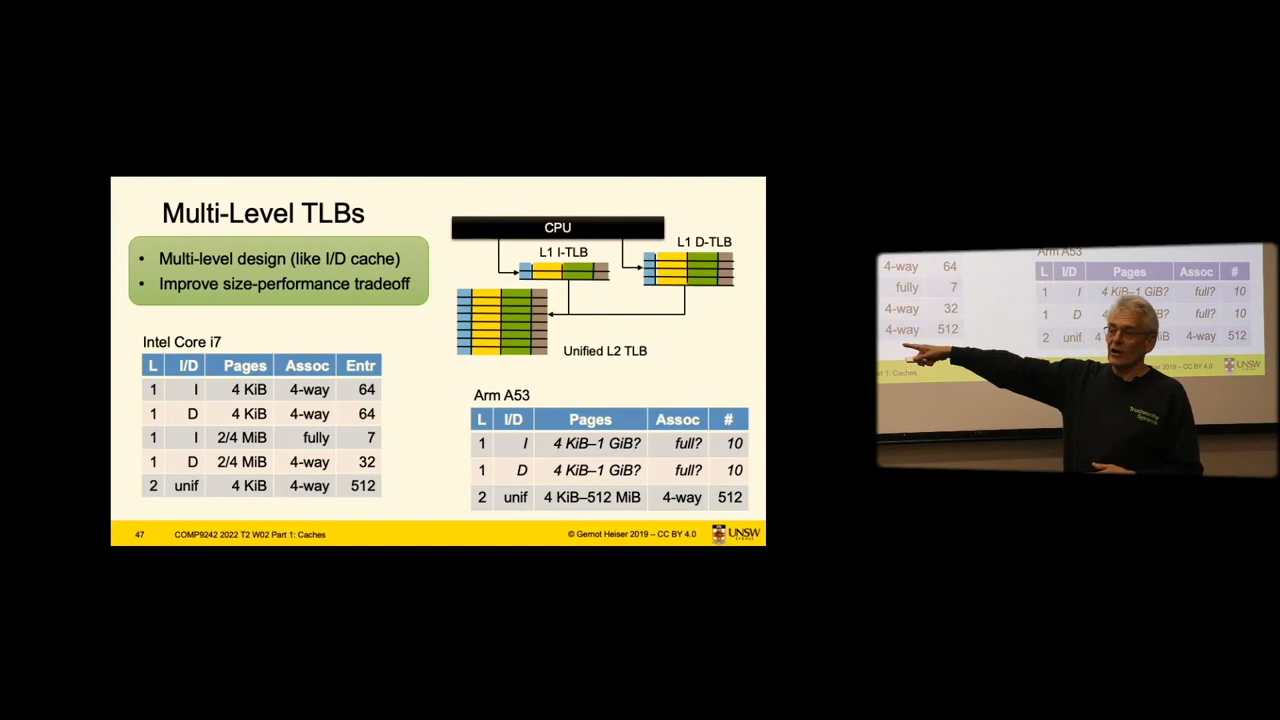 Multi-Level TLBs
• Multi-level design (like I/D cache)
• Improve size-performance tradeoff
CPU
L1 I-TLB
L1 D-TLB
Unified L2 TLB
Intel Core i7
L I/D Pages Assoc Entr
1 I 4 KiB 4-way 64
1 D 4 KiB 4-way 64
1 I 2/4 MiB fully 7
1 D 2/4 MiB 4-way 32
2 unif 4 KiB 4-way 512
Arm A53
L I/D Pages Assoc #
1 I 4 KiB–1 GiB? full? 10
1 D 4 KiB–1 GiB? full? 10
2 unif 4 KiB–512 MiB 4-way 512
47 COMP9242 2022 T2 W02 Part 1: Caches © Gernot Heiser 2019 – CC BY 4.0 UNSW
SYDNEY
4-way 64
fully 7
4-way 32
4-way 512
Arm A53
L I/D Pages Assoc #
1 I 4 KiB–1 GiB? full? 10
1 D 4 K full? 10
2 unif 4 iB 4-way 512
art 1: Caches 2019 – CC BY 4.0 UNSW
Trustworthy
Systems